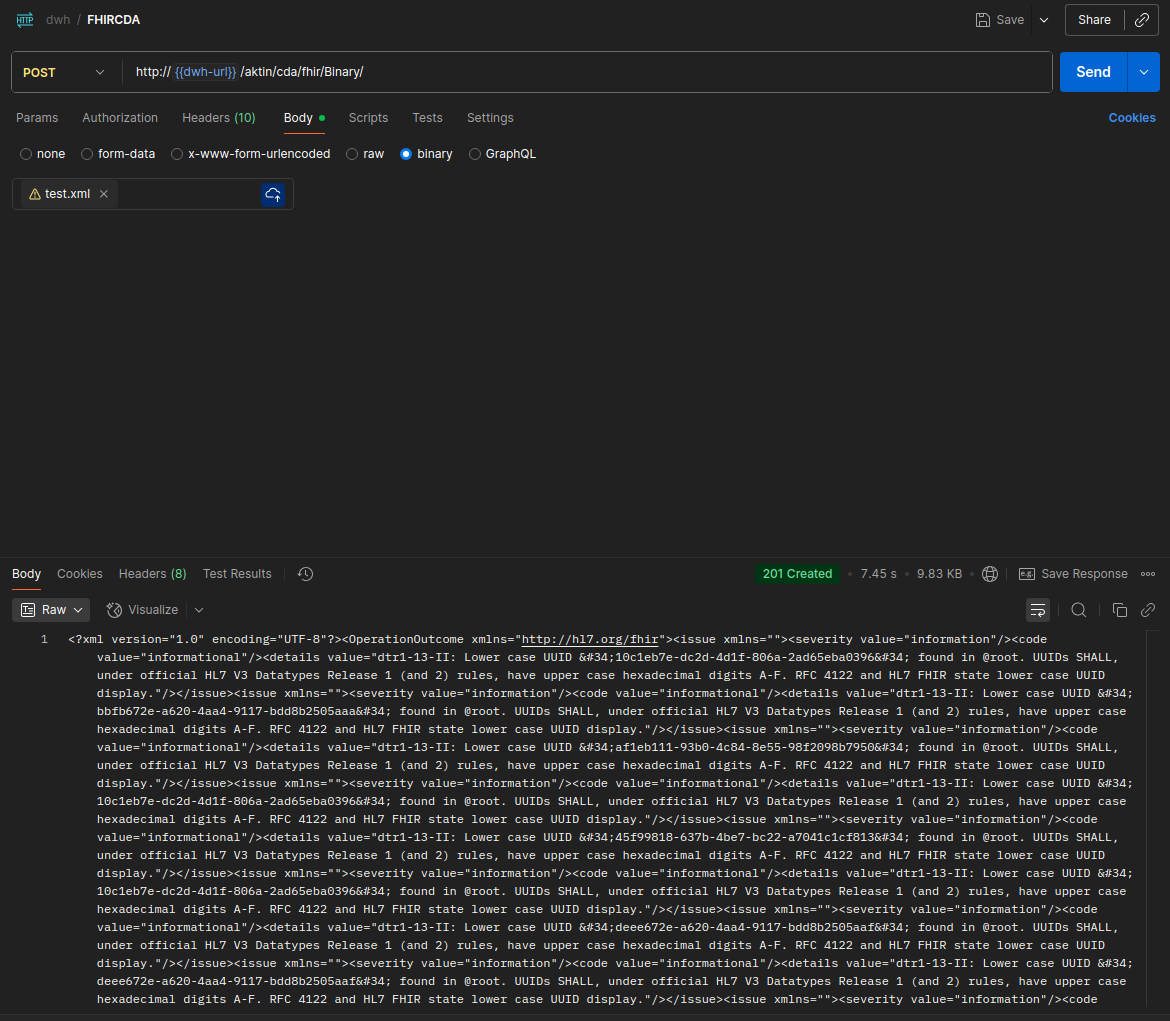 HTTP dwh / FHIRCDA Save Share
POST http:// {{dwh-url}} /aktin/cda/fhir/Binary/ Send
Params Authorization Headers (10) Body Scripts Tests Settings Cookies
none form-data x-www-form-urlencoded raw binary GraphQL
test.xml
Body Cookies Headers (8) Test Results 201 Created 7.45 s 9.83 KB e.g. Save Response
Raw Visualize
1 <?xml version="1.0" encoding="UTF-8"?><OperationOutcome xmlns="http://hl7.org/fhir"><issue xmlns=""><severity value="information"/><code
value="informational"/><details value="dtr1-13-II: Lower case UUID &#34;10c1eb7e-dc2d-4d1f-806a-2ad65eba0396&#34; found in @root. UUIDs SHALL,
under official HL7 V3 Datatypes Release 1 (and 2) rules, have upper case hexadecimal digits A-F. RFC 4122 and HL7 FHIR state lower case UUID
display."/></issue><issue xmlns=""><severity value="information"/><code value="informational"/><details value="dtr1-13-II: Lower case UUID &#34;
bbfb672e-a620-4aa4-9117-bdd8b2505aaa&#34; found in @root. UUIDs SHALL, under official HL7 V3 Datatypes Release 1 (and 2) rules, have upper case
hexadecimal digits A-F. RFC 4122 and HL7 FHIR state lower case UUID display."/></issue><issue xmlns=""><severity value="information"/><code
value="informational"/><details value="dtr1-13-II: Lower case UUID &#34;af1eb111-93b0-4c84-8e55-98f2098b7950&#34; found in @root. UUIDs SHALL,
under official HL7 V3 Datatypes Release 1 (and 2) rules, have upper case hexadecimal digits A-F. RFC 4122 and HL7 FHIR state lower case UUID
display."/></issue><issue xmlns=""><severity value="information"/><code value="informational"/><details value="dtr1-13-II: Lower case UUID &#34;
10c1eb7e-dc2d-4d1f-806a-2ad65eba0396&#34; found in @root. UUIDs SHALL, under official HL7 V3 Datatypes Release 1 (and 2) rules, have upper case
hexadecimal digits A-F. RFC 4122 and HL7 FHIR state lower case UUID display."/></issue><issue xmlns=""><severity value="information"/><code
value="informational"/><details value="dtr1-13-II: Lower case UUID &#34;45f99818-637b-4be7-bc22-a7041c1cf813&#34; found in @root. UUIDs SHALL,
under official HL7 V3 Datatypes Release 1 (and 2) rules, have upper case hexadecimal digits A-F. RFC 4122 and HL7 FHIR state lower case UUID
display."/></issue><issue xmlns=""><severity value="information"/><code value="informational"/><details value="dtr1-13-II: Lower case UUID &#34;
10c1eb7e-dc2d-4d1f-806a-2ad65eba0396&#34; found in @root. UUIDs SHALL, under official HL7 V3 Datatypes Release 1 (and 2) rules, have upper case
hexadecimal digits A-F. RFC 4122 and HL7 FHIR state lower case UUID display."/></issue><issue xmlns=""><severity value="information"/><code
value="informational"/><details value="dtr1-13-II: Lower case UUID &#34;deee672e-a620-4aa4-9117-bdd8b2505aaf&#34; found in @root. UUIDs SHALL,
under official HL7 V3 Datatypes Release 1 (and 2) rules, have upper case hexadecimal digits A-F. RFC 4122 and HL7 FHIR state lower case UUID
display."/></issue><issue xmlns=""><severity value="information"/><code value="informational"/><details value="dtr1-13-II: Lower case UUID &#34;
deee672e-a620-4aa4-9117-bdd8b2505aaf&#34; found in @root. UUIDs SHALL, under official HL7 V3 Datatypes Release 1 (and 2) rules, have upper case
hexadecimal digits A-F. RFC 4122 and HL7 FHIR state lower case UUID display."/></issue><issue xmlns=""><severity value="information"/><code